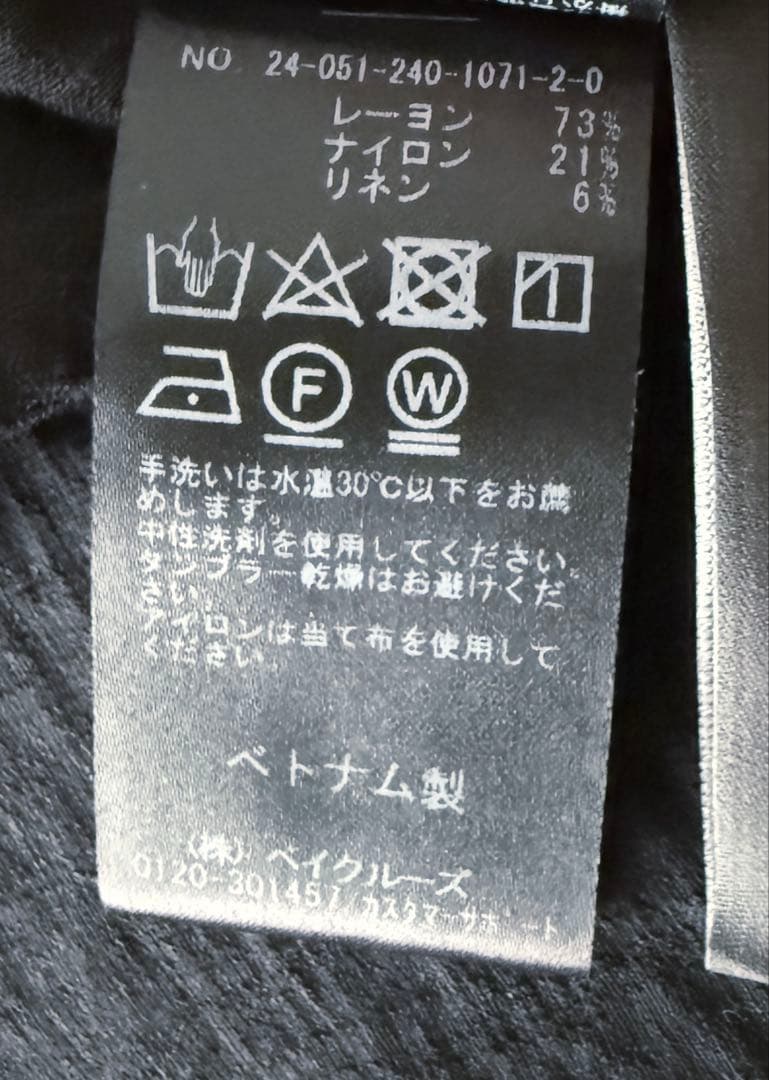 NO 24-051-240-1071-2-0
レーヨン 73%
ナイロン 21%
リネン 6%
F W
手洗いは水温30℃以下をお薦
めします。
中性洗剤を使用してください。
タンブラー乾燥はお避けくだ
さい。
アイロンは当て布を使用して
ください
ベトナム製
(株) ベイクルーズ
0120-301457 カスタマーサポート